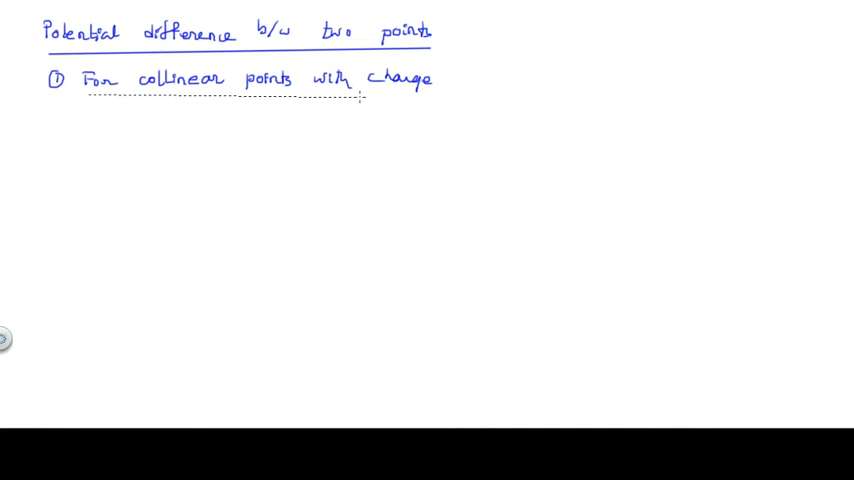 Potential difference b/w two points
① For collinear points with charge